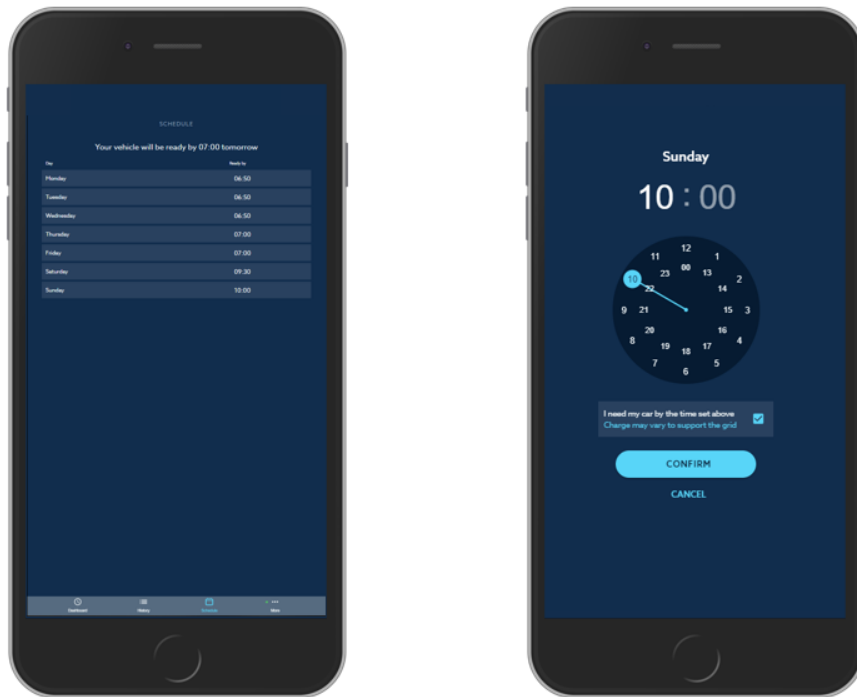 SCHEDULE
Your vehicle will be ready by 07:00 tomorrow
Day Ready by
Monday 06:50
Tuesday 06:50
Wednesday 06:50
Thursday 07:00
Friday 07:00
Saturday 09:30
Sunday 10:00
Dashboard History Schedule More
Sunday
10 : 00
12
11 1
00
23 13
10 2
22 14
9 21 15 3
20 16
8 4
19 17
18
7 5
6
I need my car by the time set above
Charge may vary to support the grid
CONFIRM
CANCEL